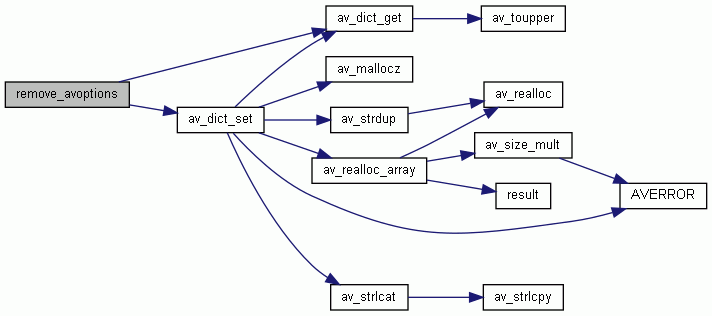 av_dict_get
av_toupper
av_mallocz
remove_avoptions
av_realloc
av_dict_set
av_strdup
av_size_mult
av_realloc_array
result
AVERROR
av_strlcat
av_strlcpy